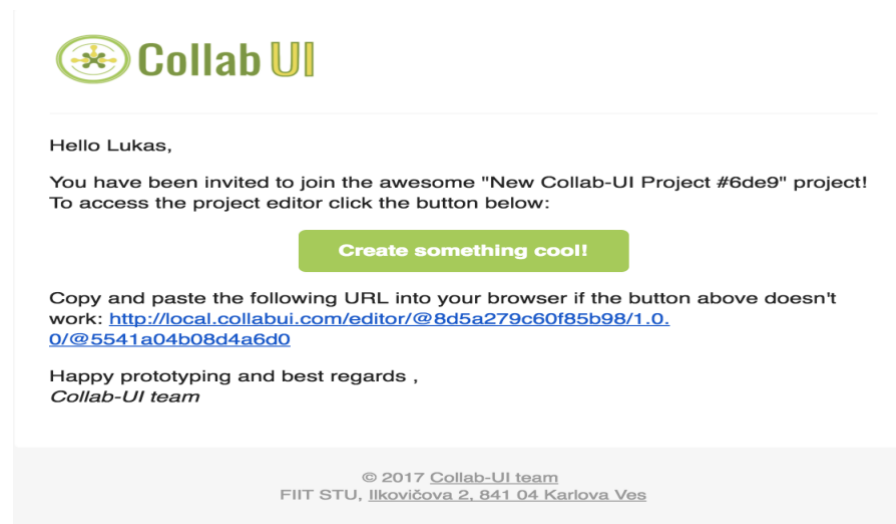 Collab UI
Hello Lukas,
You have been invited to join the awesome "New Collab-UI Project #6de9" project!
To access the project editor click the button below:
Create something cool!
Copy and paste the following URL into your browser if the button above doesn't
work: http://local.collabui.com/editor/@8d5a279c60f85b98/1.0.
0/@5541a04b08d4a6d0
Happy prototyping and best regards ,
Collab-UI team
© 2017 Collab-UI team
FIIT STU, Ilkovičova 2, 841 04 Karlova Ves